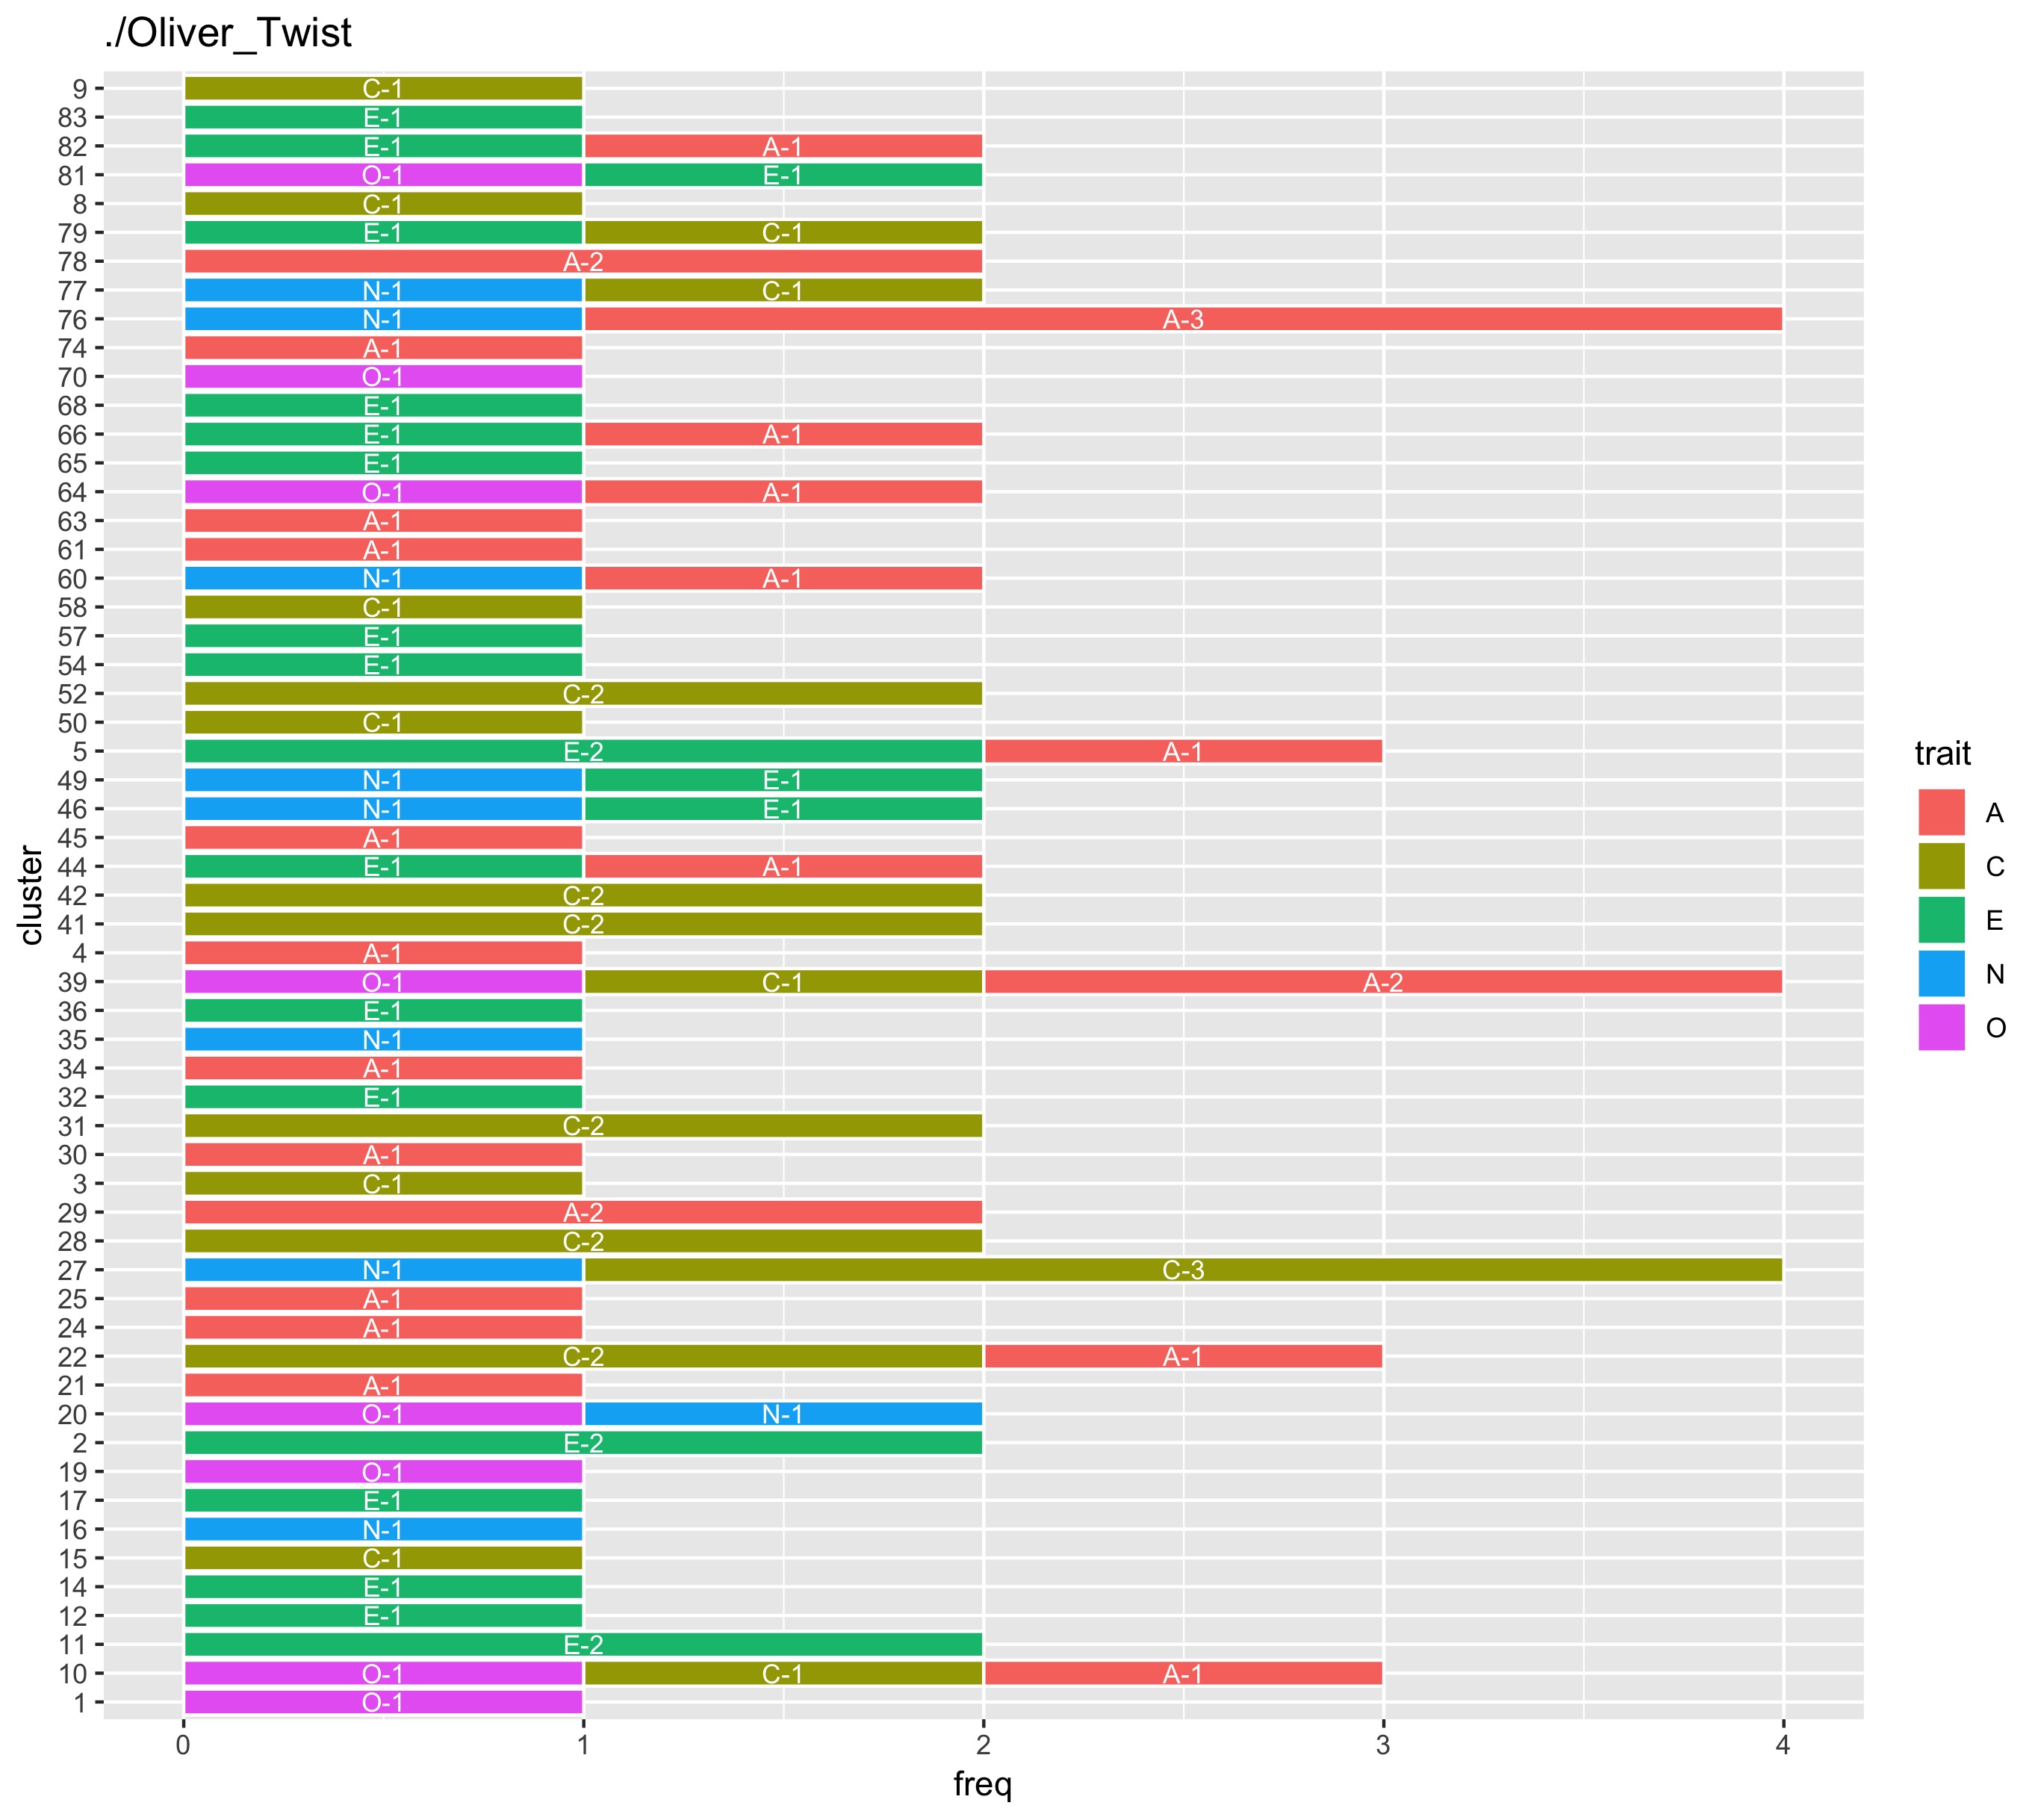 ./Oliver_Twist
9 C-1
83 E-1
82 E-1 A-1
81 O-1 E-1
8 C-1
79 E-1 C-1
78 A-2
77 N-1 C-1
76 N-1 A-3
74 A-1
70 O-1
68 E-1
66 E-1 A-1
65 E-1
64 O-1 A-1
63 A-1
61 A-1
60 N-1 A-1
58 C-1
57 E-1
54 E-1
52 C-2
50 C-1
5 E-2 A-1
49 N-1 E-1
46 N-1 E-1
45 A-1
44 E-1 A-1
42 C-2
41 C-2
4 A-1
39 O-1 C-1 A-2
36 E-1
35 N-1
34 A-1
32 E-1
31 C-2
30 A-1
3 C-1
29 A-2
28 C-2
27 N-1 C-3
25 A-1
24 A-1
22 C-2 A-1
21 A-1
20 O-1 N-1
2 E-2
19 O-1
17 E-1
16 N-1
15 C-1
14 E-1
12 E-1
11 E-2
10 O-1 C-1 A-1
1 O-1
0 1 2 3 4
freq
cluster
trait
A
C
E
N
O